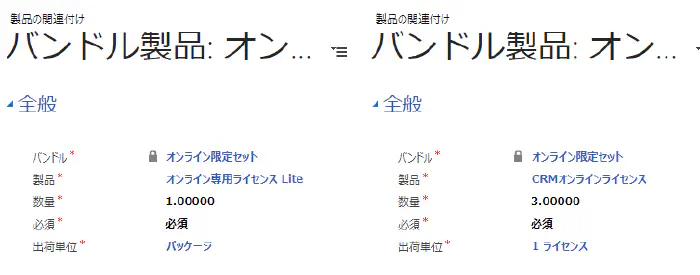 製品の関連付け
バンドル製品: オン...
全般
バンドル* オンライン限定セット
製品* オンライン専用ライセンス Lite
数量* 1.00000
必須* 必須
出荷単位* パッケージ
製品の関連付け
バンドル製品: オン...
全般
バンドル* オンライン限定セット
製品* CRMオンラインライセンス
数量* 3.00000
必須* 必須
出荷単位* 1 ライセンス